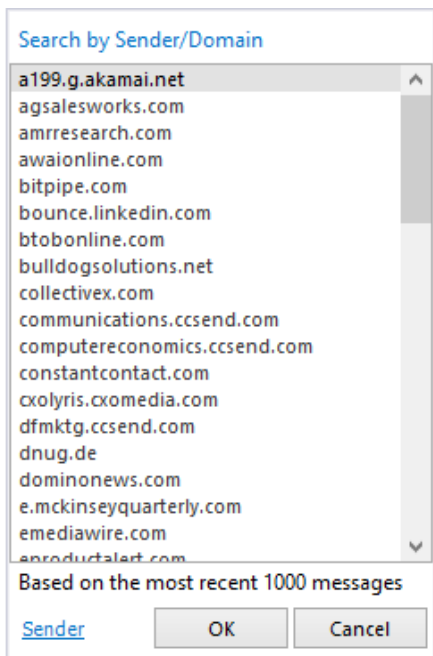 Search by Sender/Domain
a199.g.akamai.net
agsalesworks.com
amrresearch.com
awaionline.com
bitpipe.com
bounce.linkedin.com
btobonline.com
bulldogsolutions.net
collectivex.com
communications.ccsend.com
computereconomics.ccsend.com
constantcontact.com
cxolyris.cxomedia.com
dfmktg.ccsend.com
dnug.de
dominonews.com
e.mckinseyquarterly.com
emediawire.com
eproductalert.com
Based on the most recent 1000 messages
Sender OK Cancel